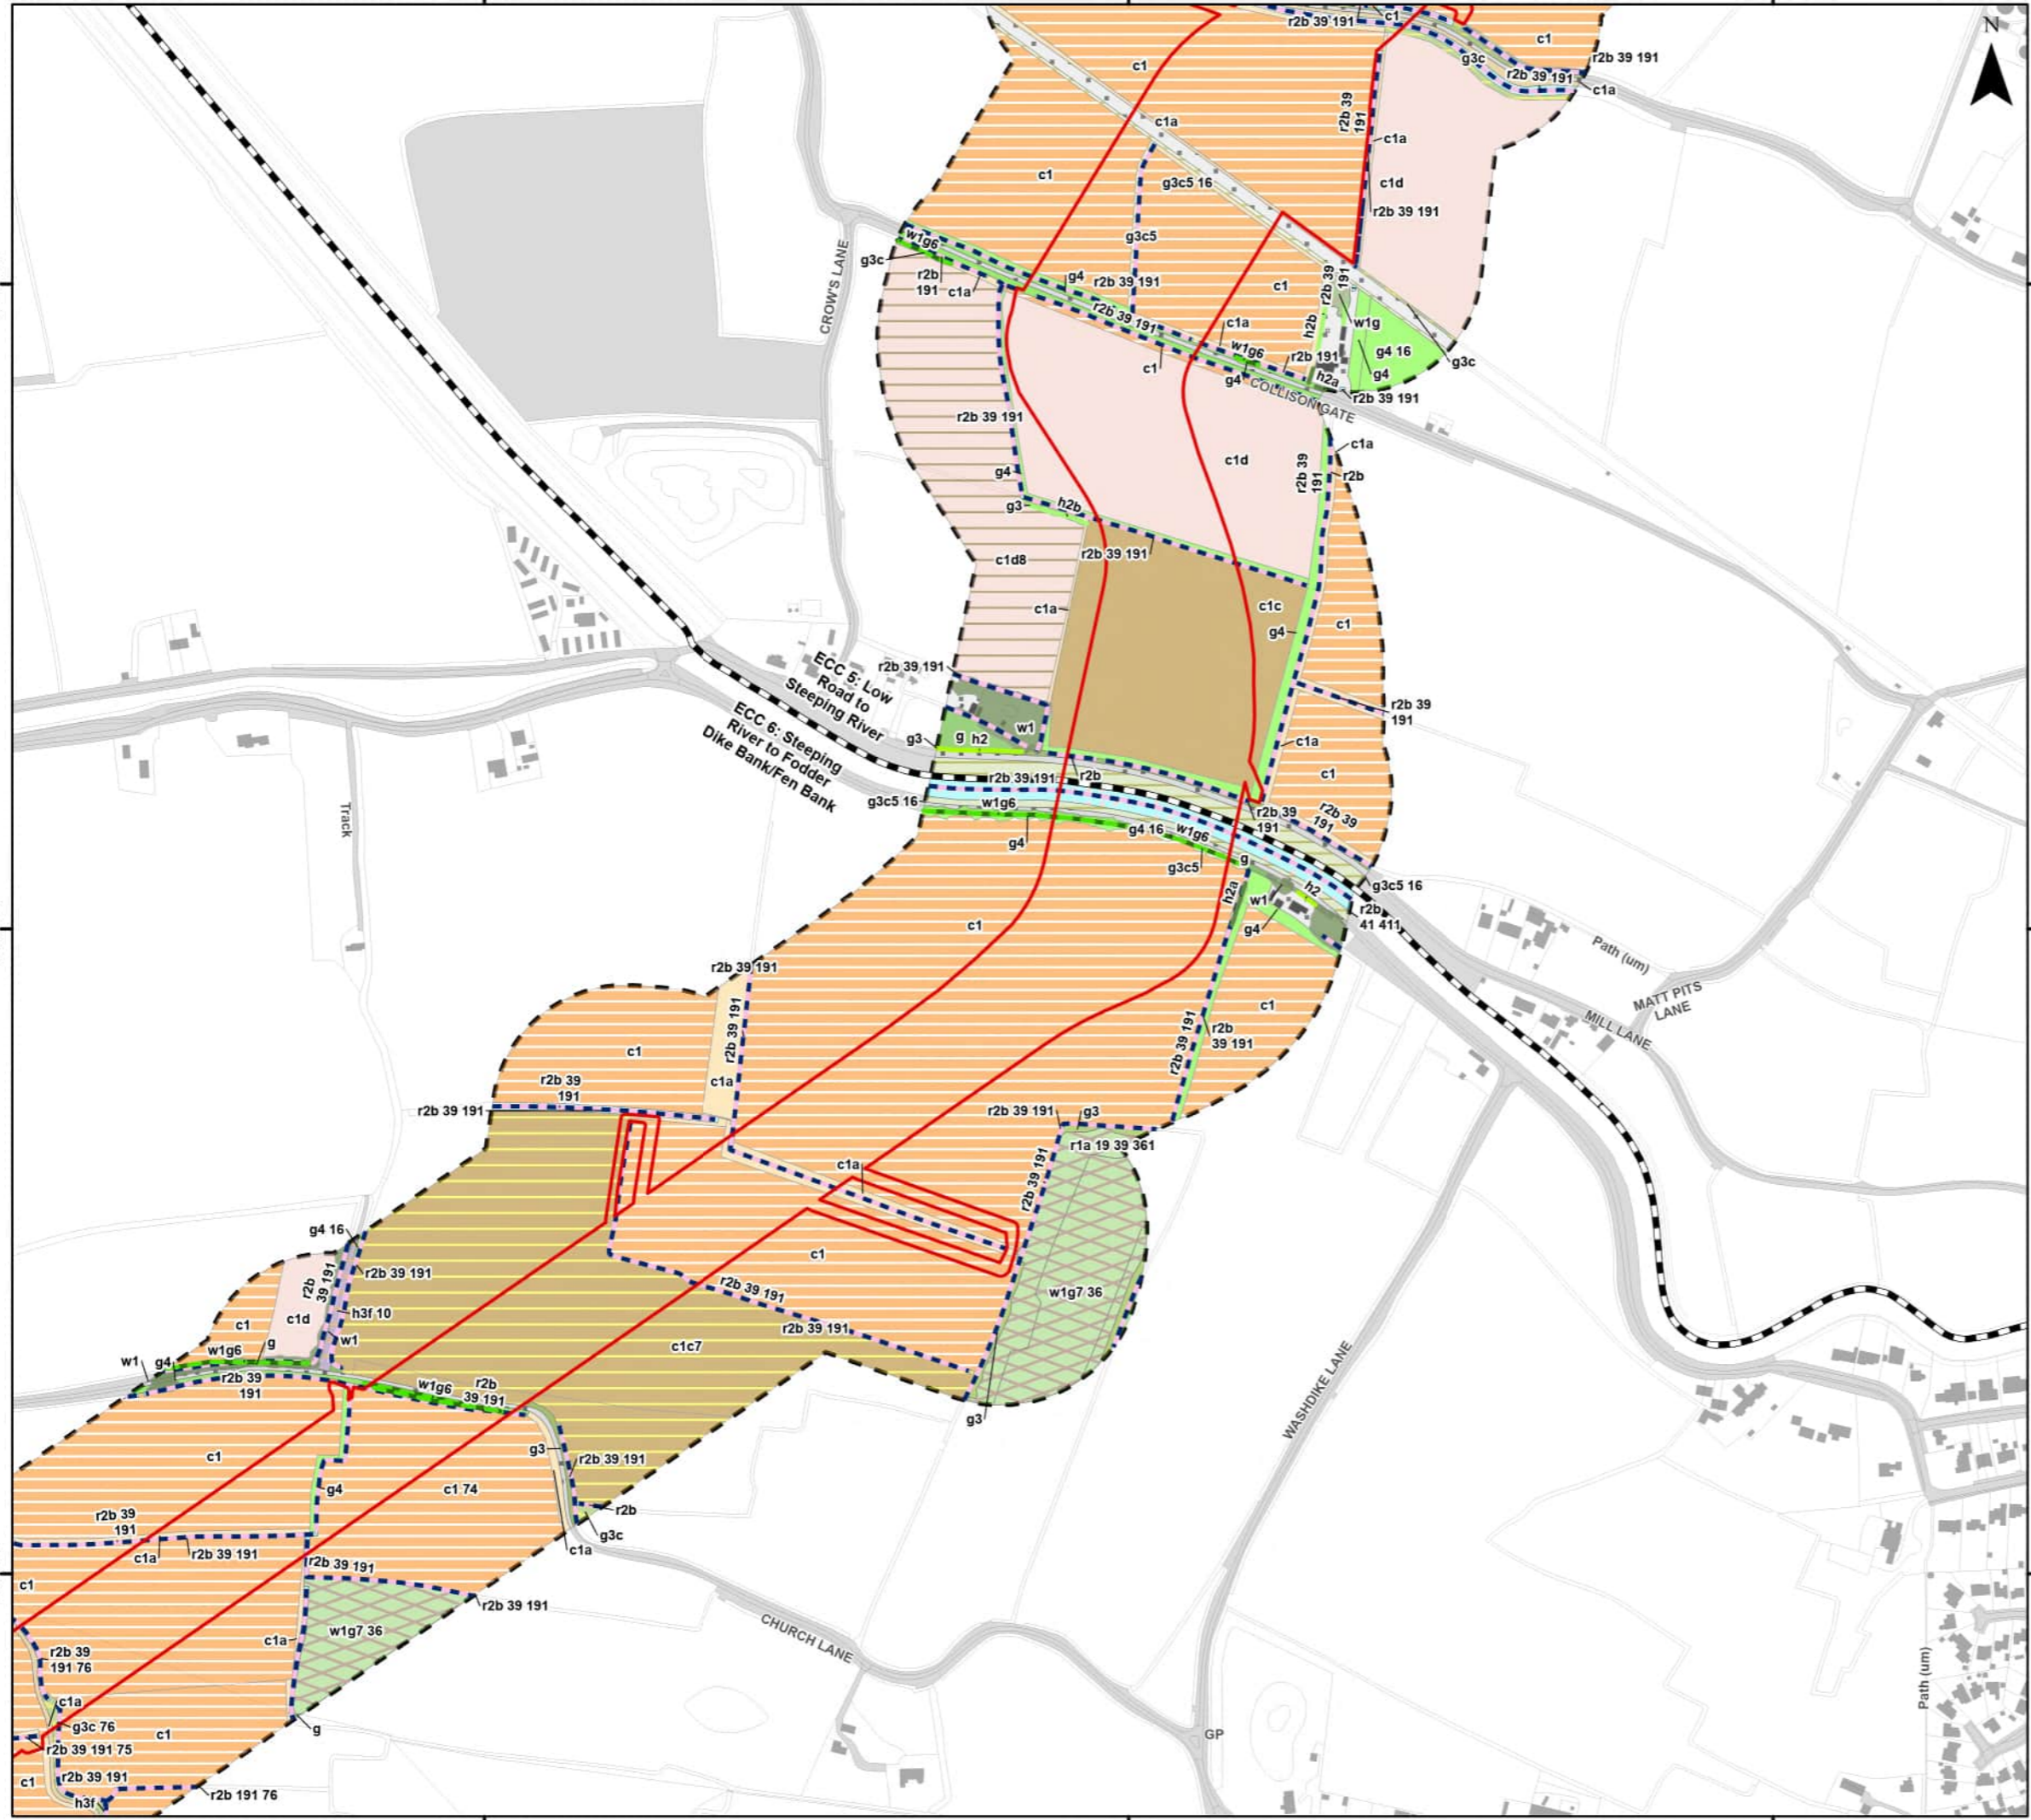 r2b 39 191
c1
c1
r2b 39 191
N
g3c
r2b 39 191
c1
c1a
r2b 39
191
c1a
c1a
c1
g3c5 16
c1d
r2b 39 191
w1g6
g3c5
g3c
r2b
191
c1a
g4
r2b 39 191
c1
r2b 39
191
CROW'S LANE
r2b 39 191
c1a
w1g
h2b
w1g6
r2b 191
g4 16
c1
g4
h2a
g4
g3c
COLLISON GATE
r2b 39 191
r2b 39 191
c1a
c1d
r2b 39
191
r2b
g4
g3
h2b
c1d8
r2b 39 191
c1a
c1c
g4
c1
ECC 5: Low
Road to
Steeping River
r2b 39 191
r2b 39
191
ECC 6: Steeping
River to Fodder
Dike Bank/Fen Bank
w1
g3
g
h2
c1a
c1
r2b 39 191
r2b
g3c5 16
w1g6
r2b 39
191
r2b 39
191
Track
g4
g4 16
w1g6
g3c5
g
g3c5 16
h2a
w1
h2
g4
r2b
41 411
c1
Path (um)
r2b 39 191
MATT PITS
LANE
c1
MILL LANE
r2b 39 191
r2b 39 191
r2b
39 191
c1
c1a
r2b 39
191
r2b 39 191
r2b 39 191
g3
r1a 19 39 361
c1a
r2b 39 191
g4 16
c1
r2b
39 191
r2b 39 191
r2b 39 191
w1g7 36
h3f 10
c1d
c1
r2b 39 191
w1
c1c7
w1g6
g
w1
g4
r2b 39
191
w1g6
r2b
39 191
WASHDIKE LANE
g3
g3
c1
r2b 39 191
g4
c1 74
r2b 39
191
r2b
g3c
c1a
c1a
r2b 39 191
r2b 39 191
c1
r2b 39 191
w1g7 36
c1a
CHURCH LANE
r2b 39
191 76
c1a
g3c 76
c1
g
r2b 39 191 75
GP
Path (um)
c1
r2b 39 191
r2b 191 76
h3f